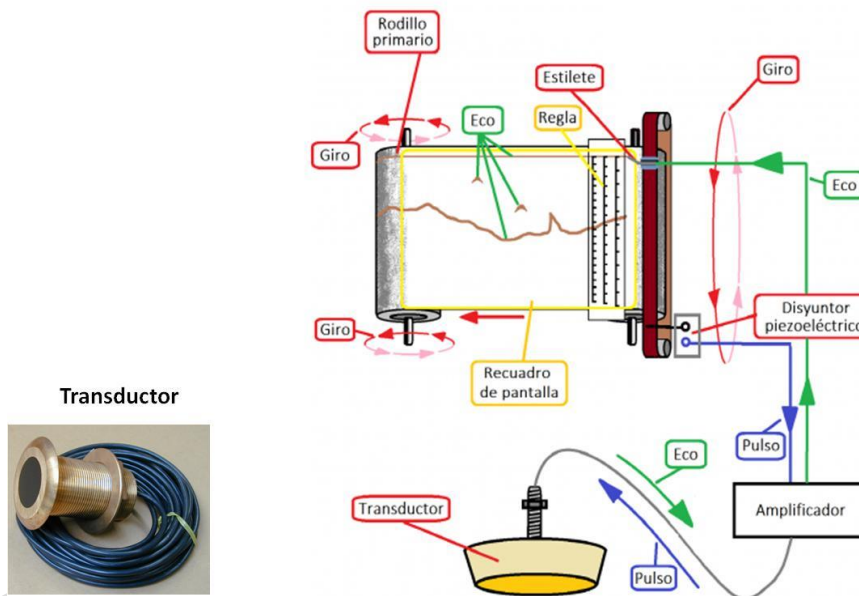 Rodillo
primario
Giro
Estilete
Eco
Regla
Giro
Eco
Giro
Disyuntor
piezoeléctrico
Recuadro
de pantalla
Transductor
Pulso
Eco
Transductor
Amplificador
Pulso